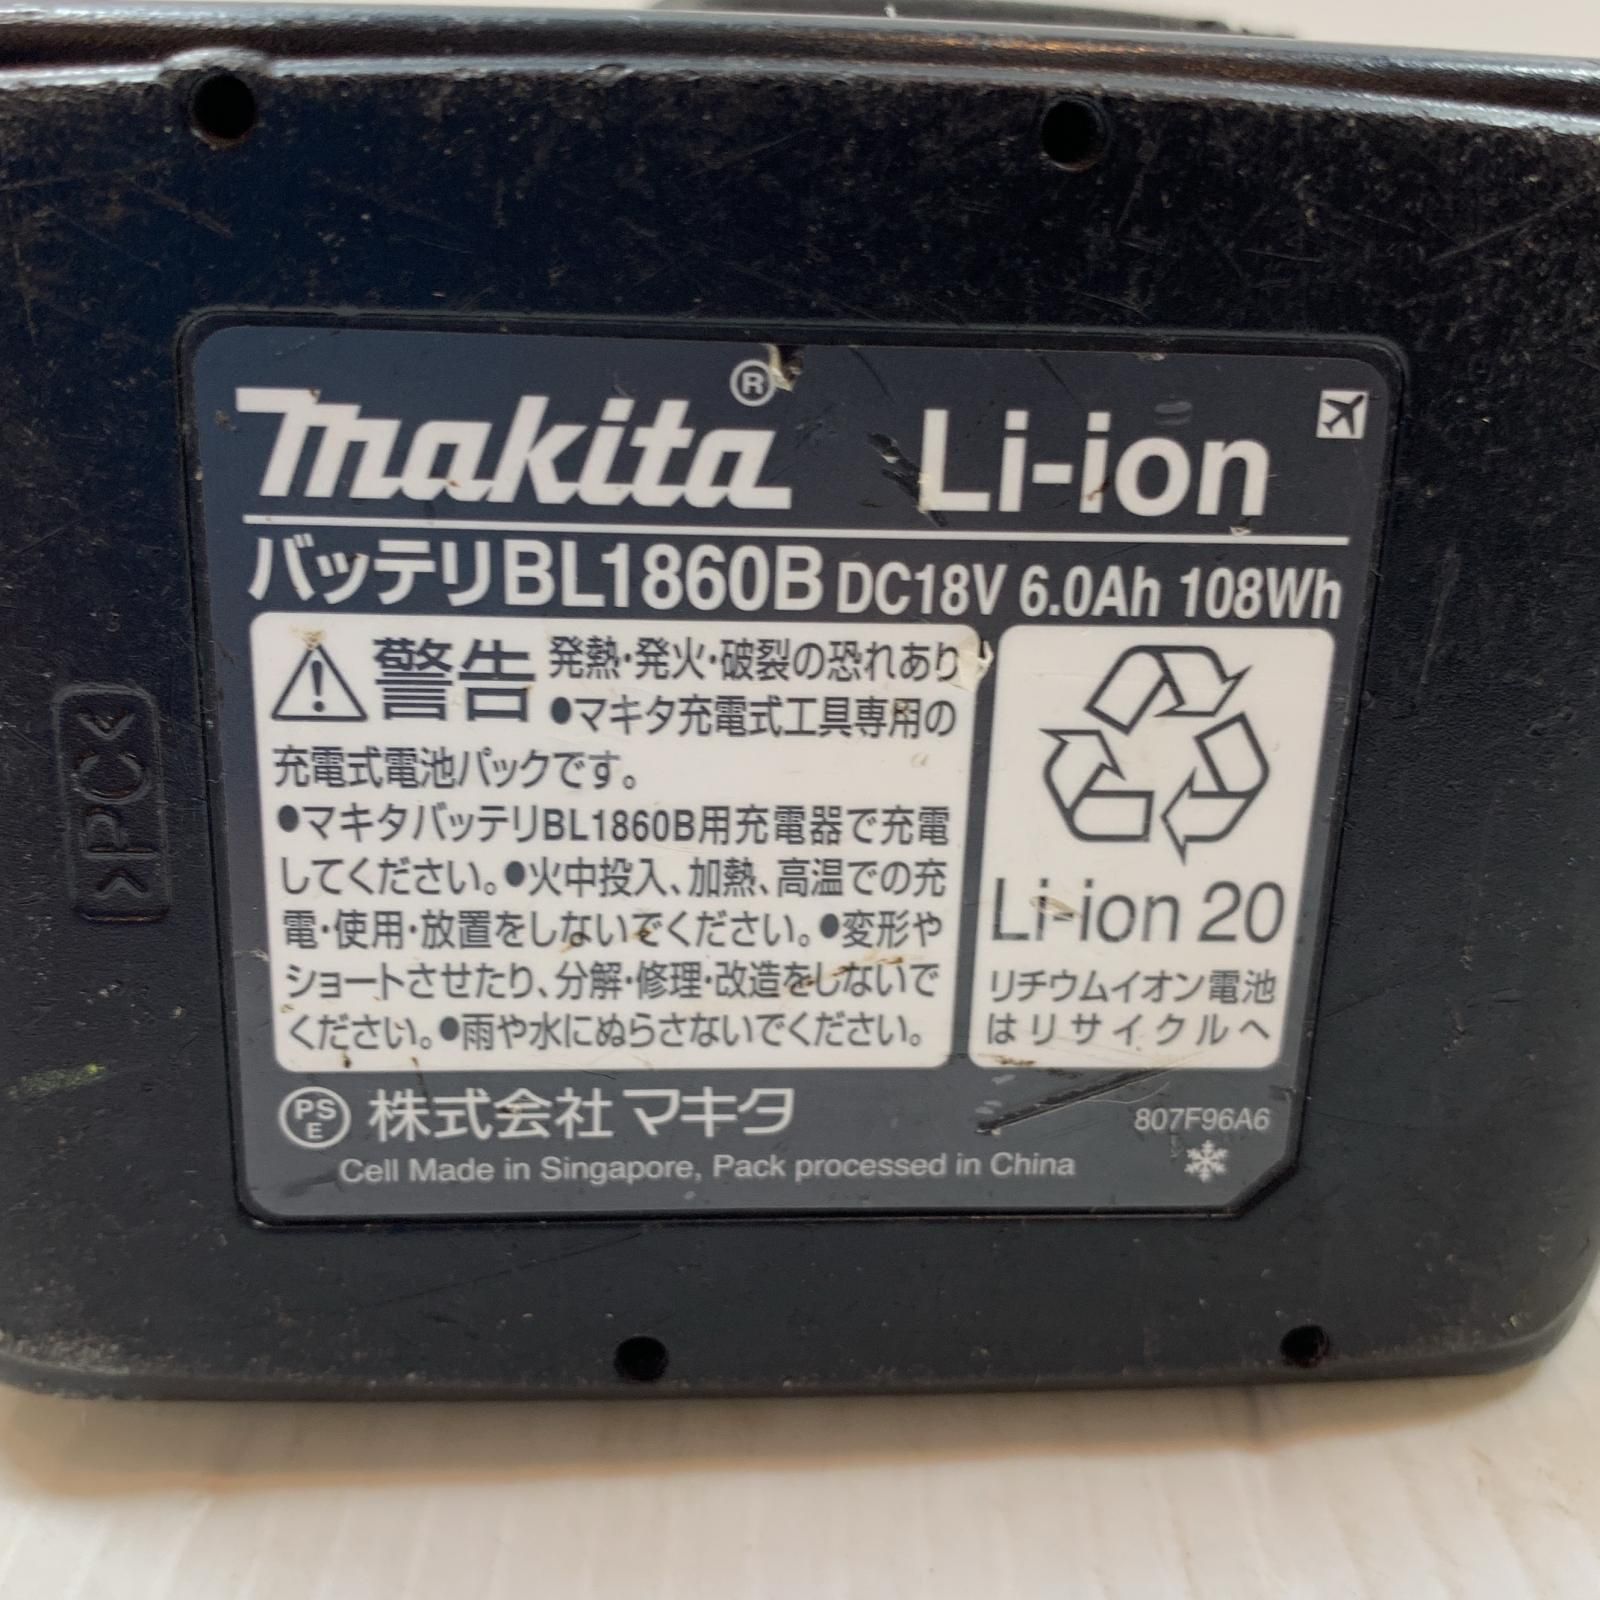 makita® Li-ion
バッテリBL1860B DC18V 6.0Ah 108Wh
警告 発熱・発火・破裂の恐れあり
●マキタ充電式工具専用の
充電式電池パックです。
●マキタバッテリBL1860B用充電器で充電
してください。●火中投入、加熱、高温での充
電・使用・放置をしないでください。●変形や
ショートさせたり、分解・修理・改造をしないで
ください。●雨や水にぬらさないでください。
Li-ion 20
リチウムイオン電池
はリサイクルへ
PSE 株式会社マキタ
807F96A6
Cell Made in Singapore, Pack processed in China
>PC<